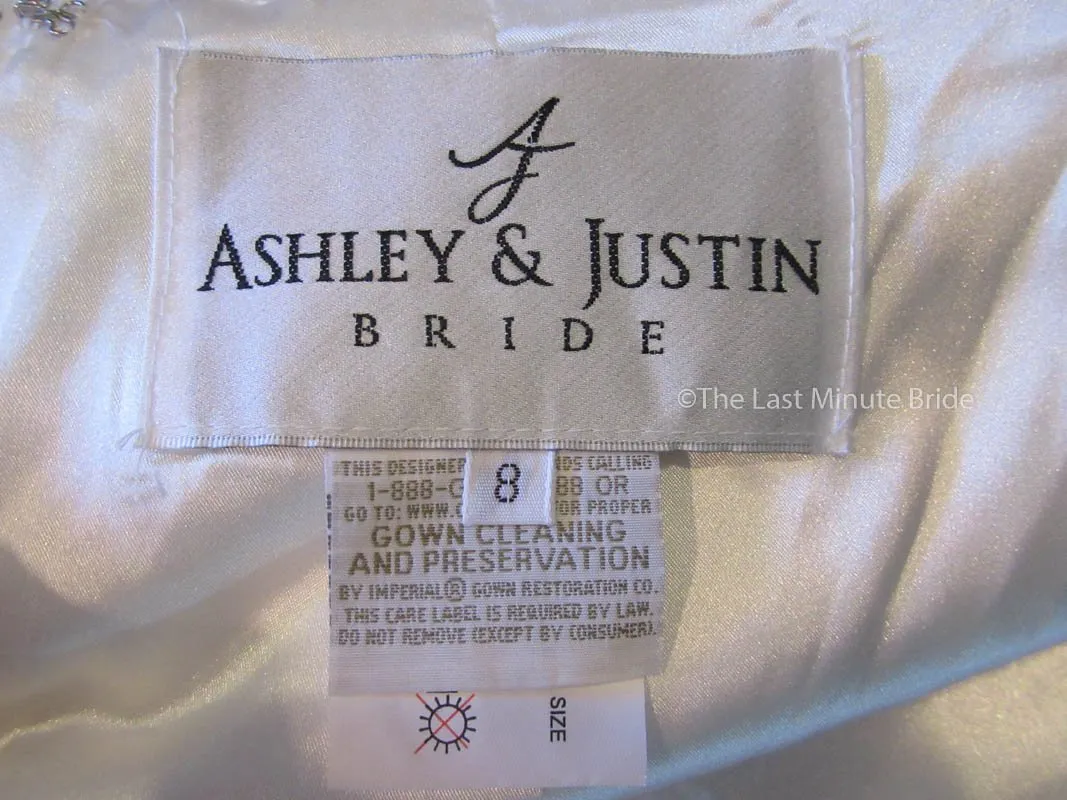 AJ
ASHLEY & JUSTIN
BRIDE
©The Last Minute Bride
THIS DESIGNER IDS CALLING
8
1-888-C 88 OR
GO TO: WWW. OR PROPER
GOWN CLEANING
AND PRESERVATION
BY IMPERIAL® GOWN RESTORATION CO.
THIS CARE LABEL IS REQUIRED BY LAW.
DO NOT REMOVE (EXCEPT BY CONSUMER).
SIZE